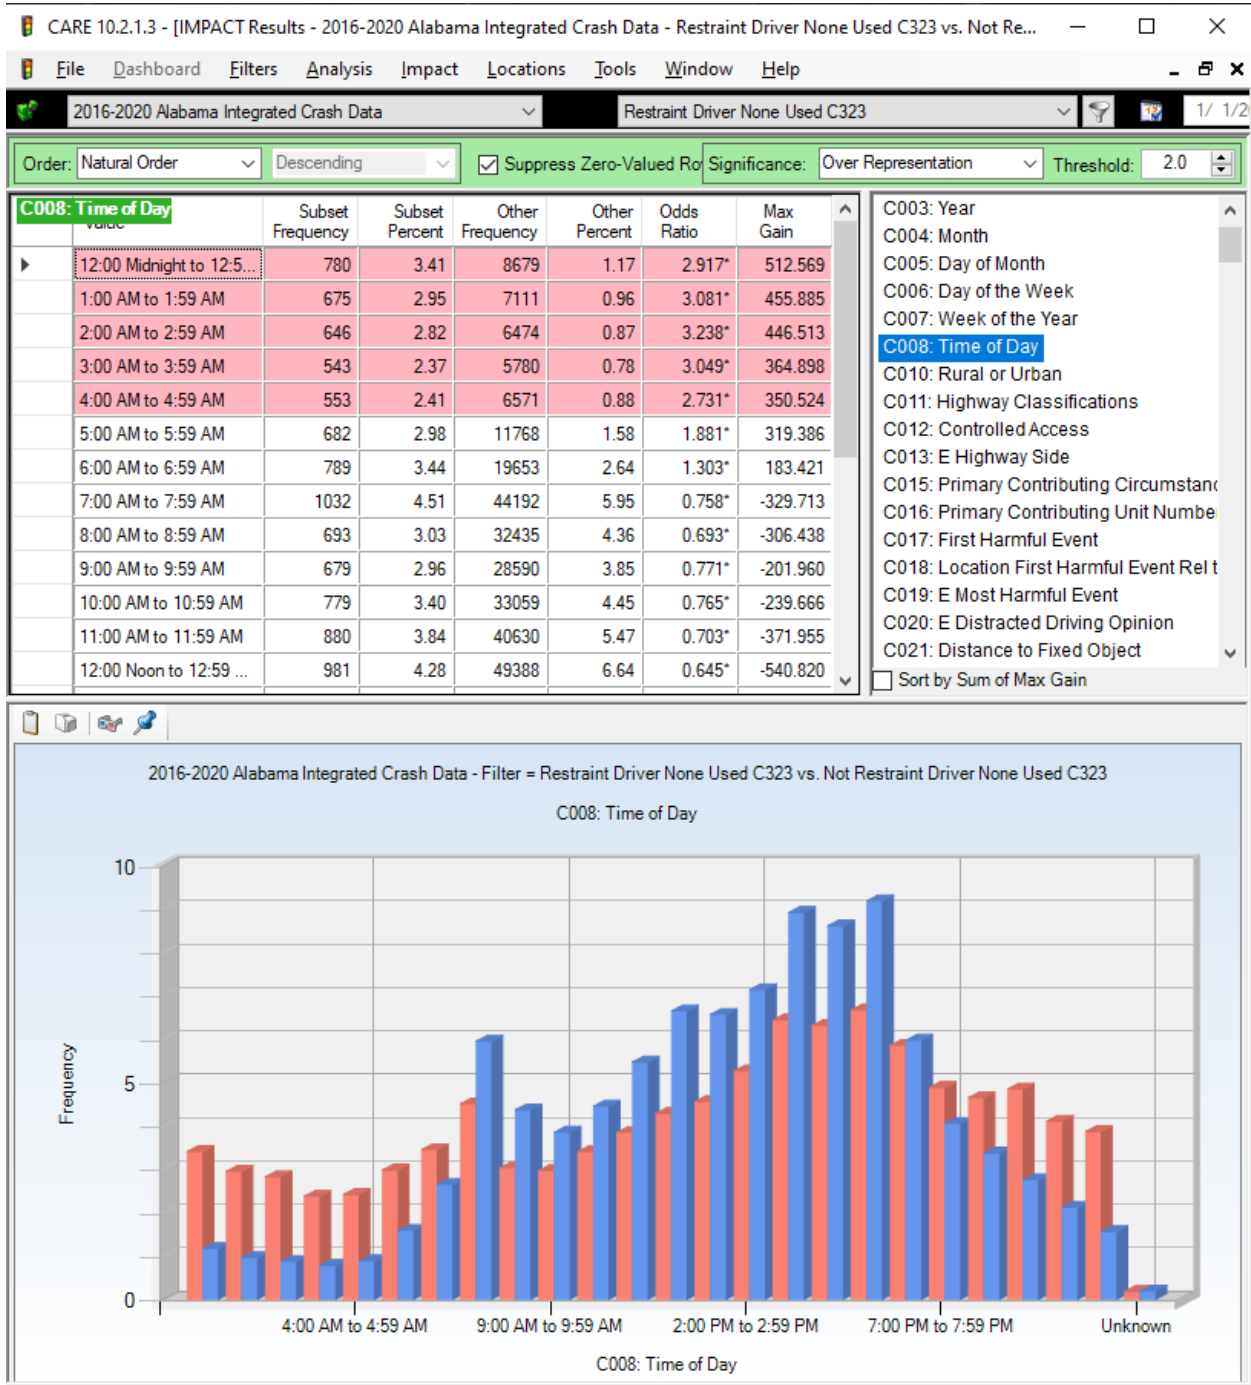 CARE 10.2.1.3 - [IMPACT Results - 2016-2020 Alabama Integrated Crash Data - Restraint Driver None Used C323 vs. Not Re...
File Dashboard Filters Analysis Impact Locations Tools Window Help
2016-2020 Alabama Integrated Crash Data Restraint Driver None Used C323 1/ 1/2
Order: Natural Order Descending Suppress Zero-Valued Ro Significance: Over Representation Threshold: 2.0
C008: Time of Day Subset Frequency Subset Percent Other Frequency Other Percent Odds Ratio Max Gain
12:00 Midnight to 12:5... 780 3.41 8679 1.17 2.917* 512.569
1:00 AM to 1:59 AM 675 2.95 7111 0.96 3.081* 455.885
2:00 AM to 2:59 AM 646 2.82 6474 0.87 3.238* 446.513
3:00 AM to 3:59 AM 543 2.37 5780 0.78 3.049* 364.898
4:00 AM to 4:59 AM 553 2.41 6571 0.88 2.731* 350.524
5:00 AM to 5:59 AM 682 2.98 11768 1.58 1.881* 319.386
6:00 AM to 6:59 AM 789 3.44 19653 2.64 1.303* 183.421
7:00 AM to 7:59 AM 1032 4.51 44192 5.95 0.758* -329.713
8:00 AM to 8:59 AM 693 3.03 32435 4.36 0.693* -306.438
9:00 AM to 9:59 AM 679 2.96 28590 3.85 0.771* -201.960
10:00 AM to 10:59 AM 779 3.40 33059 4.45 0.765* -239.666
11:00 AM to 11:59 AM 880 3.84 40630 5.47 0.703* -371.955
12:00 Noon to 12:59 ... 981 4.28 49388 6.64 0.645* -540.820
C003: Year
C004: Month
C005: Day of Month
C006: Day of the Week
C007: Week of the Year
C008: Time of Day
C010: Rural or Urban
C011: Highway Classifications
C012: Controlled Access
C013: E Highway Side
C015: Primary Contributing Circumstanc
C016: Primary Contributing Unit Numbe
C017: First Harmful Event
C018: Location First Harmful Event Rel t
C019: E Most Harmful Event
C020: E Distracted Driving Opinion
C021: Distance to Fixed Object
Sort by Sum of Max Gain
2016-2020 Alabama Integrated Crash Data - Filter = Restraint Driver None Used C323 vs. Not Restraint Driver None Used C323
C008: Time of Day
10
5
0
Frequency
4:00 AM to 4:59 AM 9:00 AM to 9:59 AM 2:00 PM to 2:59 PM 7:00 PM to 7:59 PM Unknown
C008: Time of Day